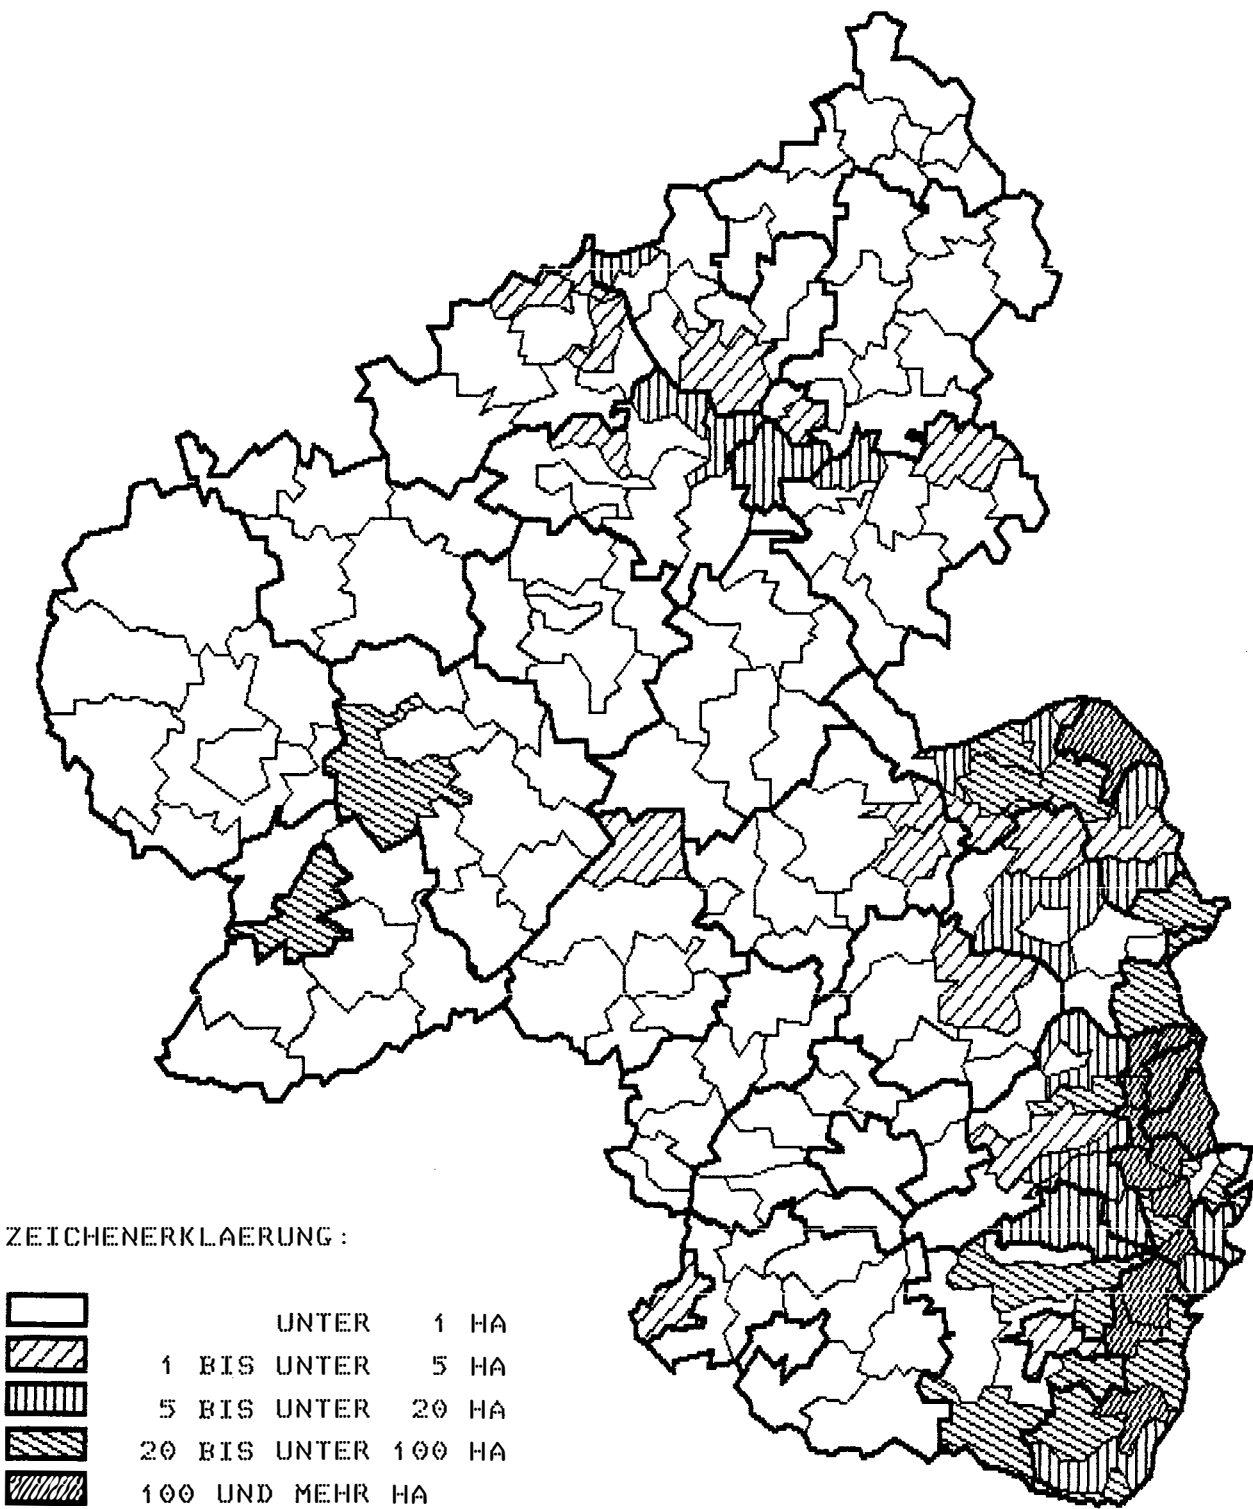 ZEICHENERKLAERUNG:
UNTER 1 HA
1 BIS UNTER 5 HA
5 BIS UNTER 20 HA
20 BIS UNTER 100 HA
100 UND MEHR HA